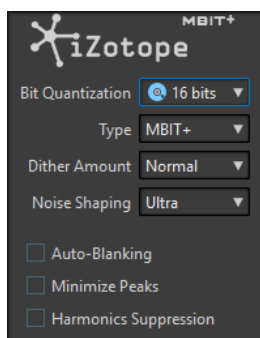 MBIT+
iZotope
Bit Quantization 16 bits
Type MBIT+
Dither Amount Normal
Noise Shaping Ultra
Auto-Blanking
Minimize Peaks
Harmonics Suppression